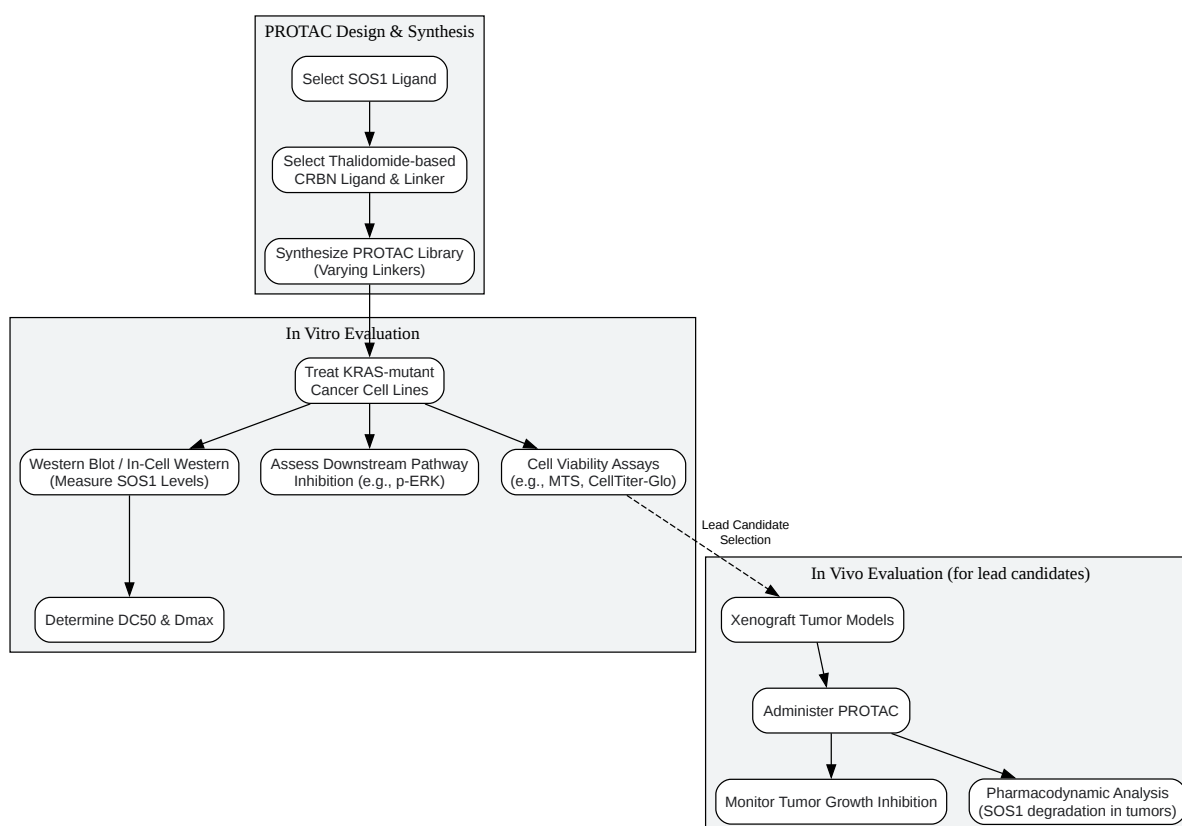 PROTAC Design & Synthesis
Select SOS1 Ligand
Select Thalidomide-based
CRBN Ligand & Linker
Synthesize PROTAC Library
(Varying Linkers)
In Vitro Evaluation
Treat KRAS-mutant
Cancer Cell Lines
Western Blot / In-Cell Western
(Measure SOS1 Levels)
Assess Downstream Pathway
Inhibition (e.g., p-ERK)
Cell Viability Assays
(e.g., MTS, CellTiter-Glo)
Lead Candidate
Selection
Determine DC50 & Dmax
In Vivo Evaluation (for lead candidates)
Xenograft Tumor Models
Administer PROTAC
Monitor Tumor Growth Inhibition
Pharmacodynamic Analysis
(SOS1 degradation in tumors)